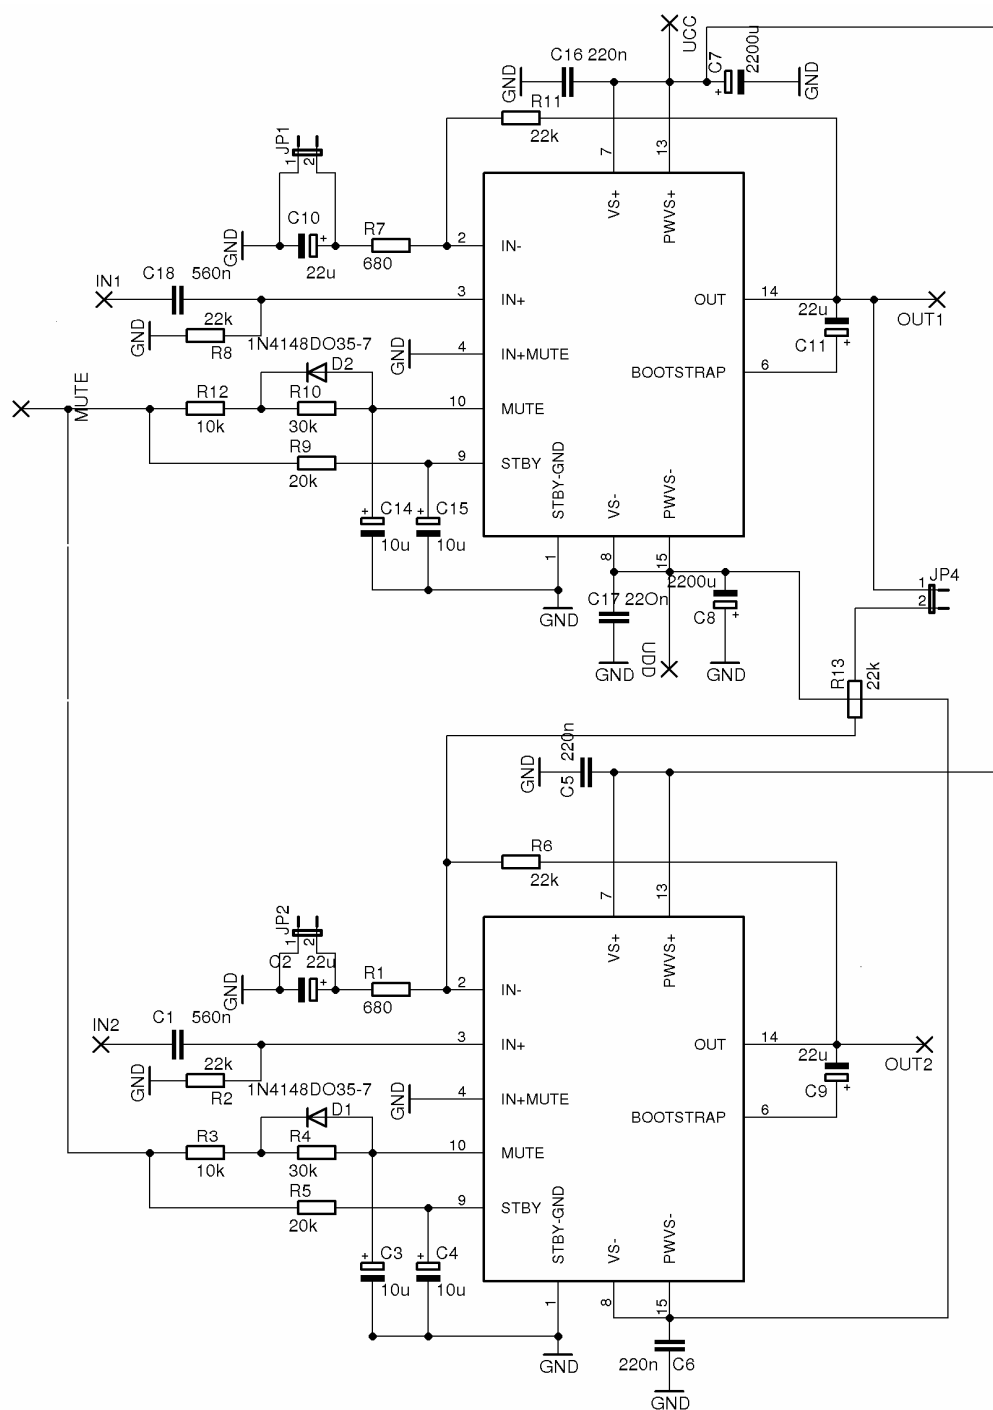 UCC
C16 220n
C7
2200u
GND
GND
R11
22k
JP1
1
2
7
13
VS+
PWVS+
C10
22u
R7
680
GND
2
IN-
IN1
C18
560n
3
IN+
OUT
14
OUT1
22k
R8
GND
22u
C11
1N4148DO35-7
D2
GND
4
IN+MUTE
BOOTSTRAP
6
MUTE
R12
10k
R10
30k
10
MUTE
R9
20k
9
STBY
STBY-GND
VS-
PWVS-
C14
10u
C15
10u
1
8
15
GND
C17 22On
GND
UDD
2200u
C8
GND
JP4
1
2
R13
22k
220n
C5
GND
R6
22k
7
13
VS+
PWVS+
JP2
1
2
C2
22u
R1
680
GND
2
IN-
IN2
C1
560n
3
IN+
OUT
14
OUT2
22k
R2
GND
22u
C9
1N4148DO35-7
D1
GND
4
IN+MUTE
BOOTSTRAP
6
R3
10k
R4
30k
10
MUTE
R5
20k
9
STBY
STBY-GND
VS-
PWVS-
C3
10u
C4
10u
1
8
15
GND
220n
C6
GND